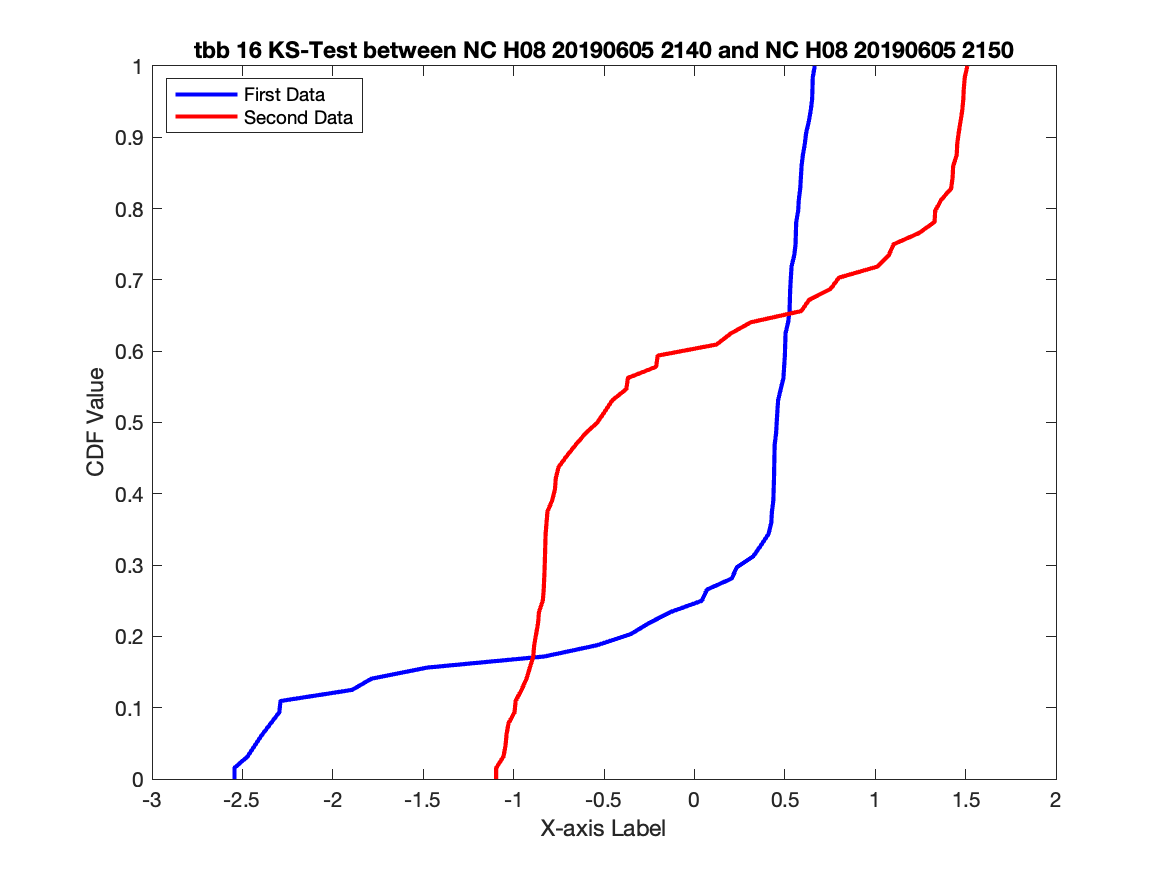 tbb 16 KS-Test between NC H08 20190605 2140 and NC H08 20190605 2150
First Data
Second Data
1
0.9
0.8
0.7
0.6
0.5
0.4
0.3
0.2
0.1
0
CDF Value
-3 -2.5 -2 -1.5 -1 -0.5 0 0.5 1 1.5 2
X-axis Label